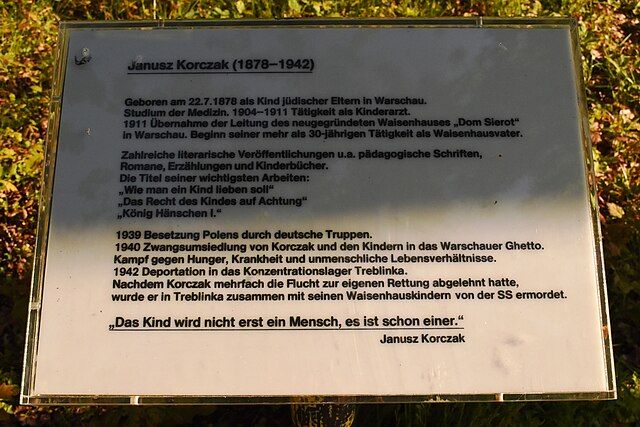 Janusz Korczak (1878–1942)
Geboren am 22.7.1878 als Kind jüdischer Eltern in Warschau.
Studium der Medizin. 1904–1911 Tätigkeit als Kinderarzt.
1911 Übernahme der Leitung des neugegründeten Waisenhauses „Dom Sierot“
in Warschau. Beginn seiner mehr als 30-jährigen Tätigkeit als Waisenhausvater.
Zahlreiche literarische Veröffentlichungen u.a. pädagogische Schriften,
Romane, Erzählungen und Kinderbücher.
Die Titel seiner wichtigsten Arbeiten:
„Wie man ein Kind lieben soll“
„Das Recht des Kindes auf Achtung“
„König Hänschen I.“
1939 Besetzung Polens durch deutsche Truppen.
1940 Zwangsumsiedlung von Korczak und den Kindern in das Warschauer Ghetto.
Kampf gegen Hunger, Krankheit und unmenschliche Lebensverhältnisse.
1942 Deportation in das Konzentrationslager Treblinka.
Nachdem Korczak mehrfach die Flucht zur eigenen Rettung abgelehnt hatte,
wurde er in Treblinka zusammen mit seinen Waisenhauskindern von der SS ermordet.
„Das Kind wird nicht erst ein Mensch, es ist schon einer.“
Janusz Korczak